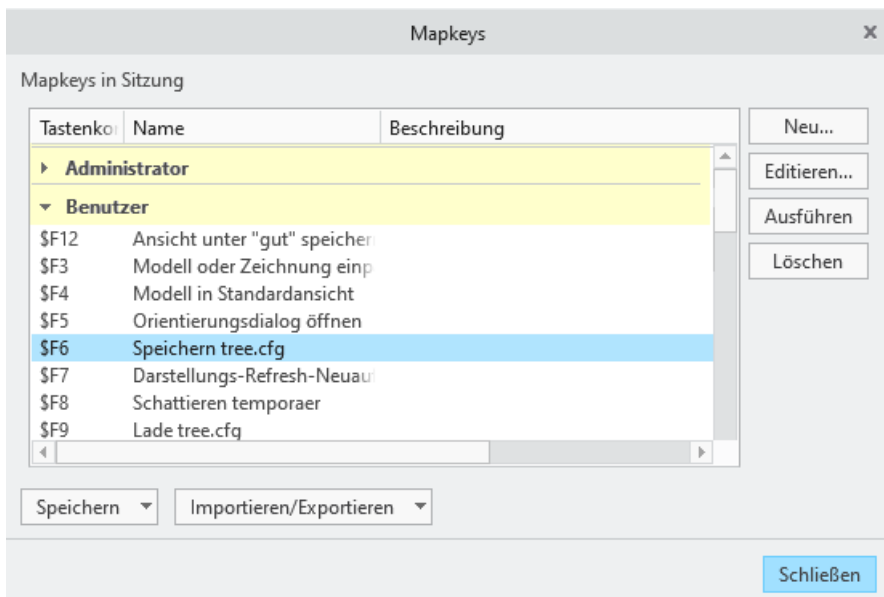 Mapkeys
Mapkeys in Sitzung
Tastenko Name Beschreibung
Neu...
Administrator
Editieren...
Benutzer
Ausführen
$F12 Ansicht unter "gut" speicher
Löschen
$F3 Modell oder Zeichnung einp
$F4 Modell in Standardansicht
$F5 Orientierungsdialog öffnen
$F6 Speichern tree.cfg
$F7 Darstellungs-Refresh-Neuau
$F8 Schattieren temporaer
$F9 Lade tree.cfg
Speichern Importieren/Exportieren
Schließen